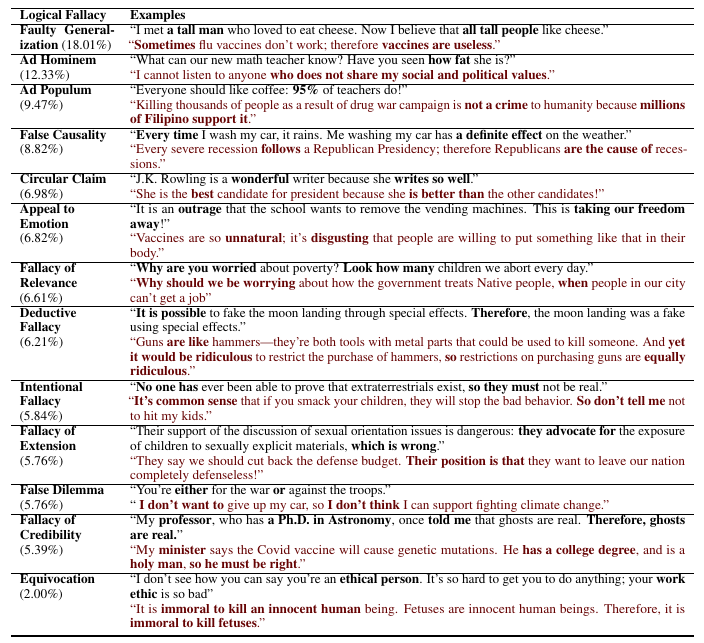 Logical Fallacy Examples
Faulty General- “I met a tall man who loved to eat cheese. Now I believe that all tall people like cheese.”
ization (18.01%) “Sometimes flu vaccines don’t work; therefore vaccines are useless.”
Ad Hominem “What can our new math teacher know? Have you seen how fat she is?”
(12.33%) “I cannot listen to anyone who does not share my social and political values.”
Ad Populum “Everyone should like coffee: 95% of teachers do!”
(9.47%) “Killing thousands of people as a result of drug war campaign is not a crime to humanity because millions
of Filipino support it.”
False Causality “Every time I wash my car, it rains. Me washing my car has a definite effect on the weather.”
(8.82%) “Every severe recession follows a Republican Presidency; therefore Republicans are the cause of reces-
sions.”
Circular Claim “J.K. Rowling is a wonderful writer because she writes so well.”
(6.98%) “She is the best candidate for president because she is better than the other candidates!”
Appeal to “It is an outrage that the school wants to remove the vending machines. This is taking our freedom
Emotion away!”
(6.82%) “Vaccines are so unnatural; it’s disgusting that people are willing to put something like that in their
body.”
Fallacy of “Why are you worried about poverty? Look how many children we abort every day.”
Relevance “Why should we be worrying about how the government treats Native people, when people in our city
(6.61%) can’t get a job”
Deductive “It is possible to fake the moon landing through special effects. Therefore, the moon landing was a fake
Fallacy using special effects.”
(6.21%) “Guns are like hammers—they’re both tools with metal parts that could be used to kill someone. And yet
it would be ridiculous to restrict the purchase of hammers, so restrictions on purchasing guns are equally
ridiculous.”
Intentional “No one has ever been able to prove that extraterrestrials exist, so they must not be real.”
Fallacy “It’s common sense that if you smack your children, they will stop the bad behavior. So don’t tell me not
(5.84%) to hit my kids.”
Fallacy of “Their support of the discussion of sexual orientation issues is dangerous: they advocate for the exposure
Extension of children to sexually explicit materials, which is wrong.”
(5.76%) “They say we should cut back the defense budget. Their position is that they want to leave our nation
completely defenseless!”
False Dilemma “You’re either for the war or against the troops.”
(5.76%) “ I don’t want to give up my car, so I don’t think I can support fighting climate change.”
Fallacy of “My professor, who has a Ph.D. in Astronomy, once told me that ghosts are real. Therefore, ghosts
Credibility are real.”
(5.39%) “My minister says the Covid vaccine will cause genetic mutations. He has a college degree, and is a
holy man, so he must be right.”
Equivocation “I don’t see how you can say you’re an ethical person. It’s so hard to get you to do anything; your work
(2.00%) ethic is so bad”
“It is immoral to kill an innocent human being. Fetuses are innocent human beings. Therefore, it is
immoral to kill fetuses.”